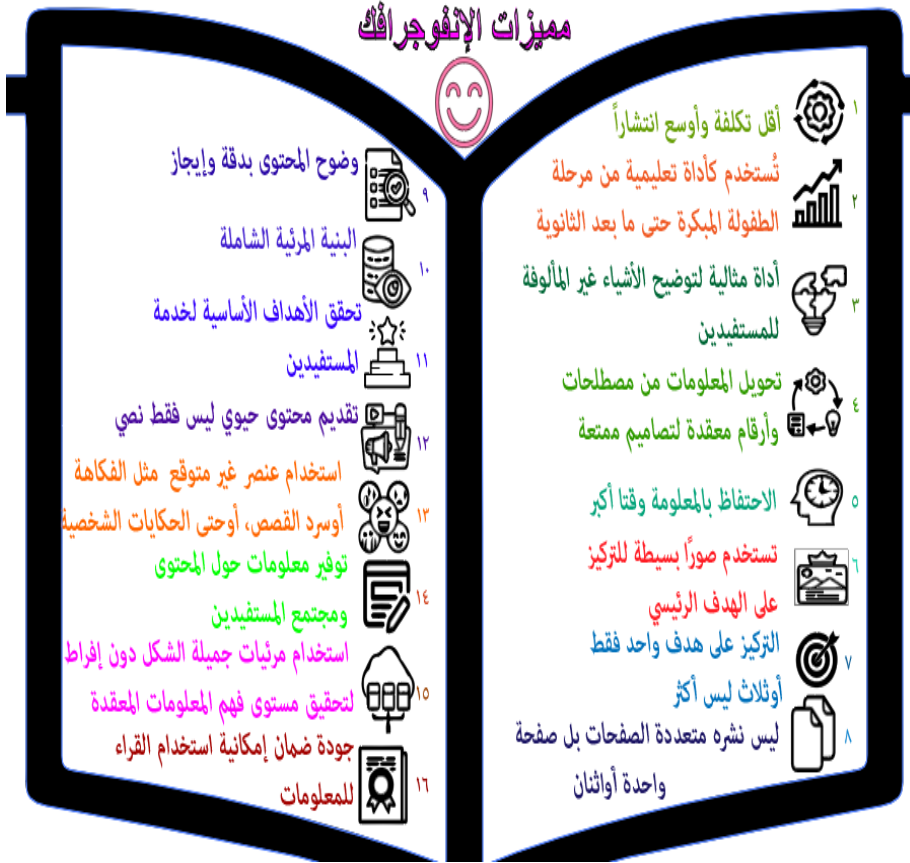 مميزات الإنفوجرافك
١
أقل تكلفة وأوسع انتشاراً
٢
تُستخدم كأداة تعليمية من مرحلة
الطفولة المبكرة حتى ما بعد الثانوية
٣
أداة مثالية لتوضيح الأشياء غير المألوفة
للمستفيدين
٤
تحويل المعلومات من مصطلحات
وأرقام معقدة لتصاميم ممتعة
٥
الاحتفاظ بالمعلومة وقتا أكبر
٦
تستخدم صورًا بسيطة للتركيز
على الهدف الرئيسي
٧
التركيز على هدف واحد فقط
أوثلاث ليس أكثر
٨
ليس نشره متعددة الصفحات بل صفحة
واحدة أواثنان
٩
وضوح المحتوى بدقة وإيجاز
١٠
البنية المرئية الشاملة
١١
تحقق الأهداف الأساسية لخدمة
المستفيدين
١٢
تقديم محتوى حيوي ليس فقط نصي
١٣
استخدام عنصر غير متوقع مثل الفكاهة
أوسرد القصص، أوحتى الحكايات الشخصية
١٤
توفير معلومات حول المحتوى
ومجتمع المستفيدين
١٥
استخدام مرئيات جميلة الشكل دون إفراط
لتحقيق مستوى فهم المعلومات المعقدة
١٦
جودة ضمان إمكانية استخدام القراء
للمعلومات